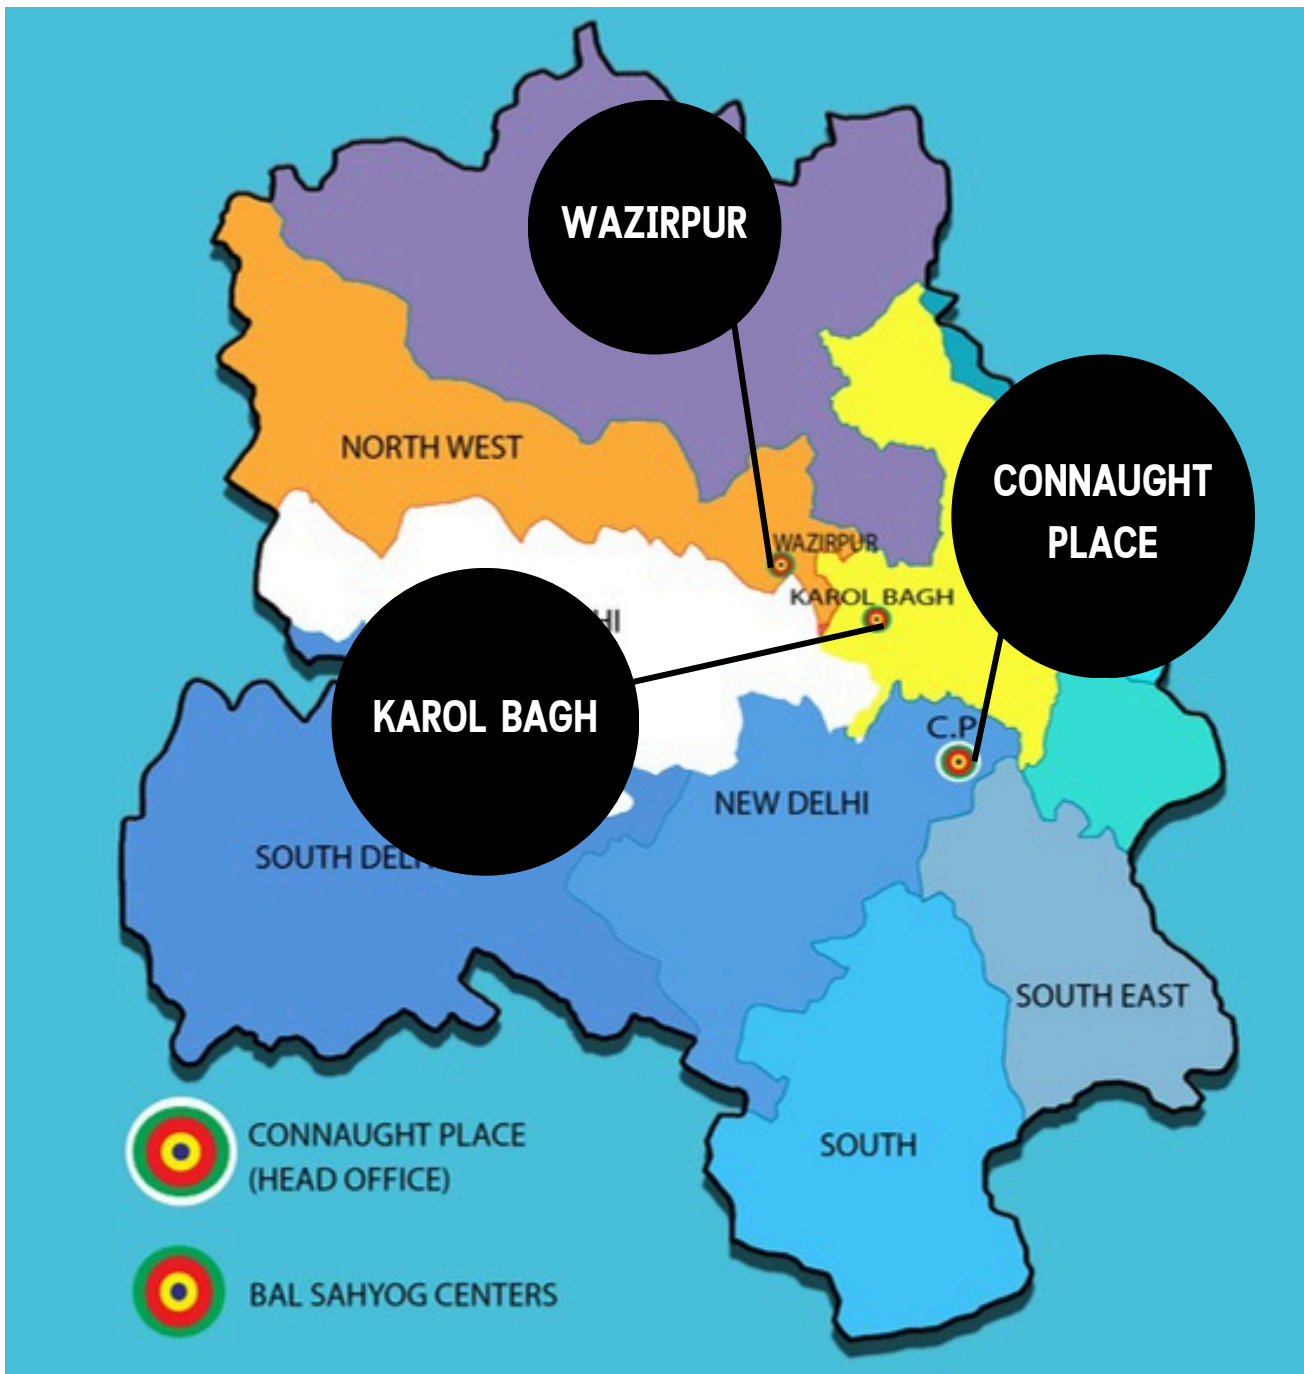 WAZIRPUR
CONNAUGHT
PLACE
NORTH WEST
WAZIRPUR
KAROL BAGH
KAROL BAGH
C.P
NEW DELHI
SOUTH
SOUTH EAST
SOUTH
CONNAUGHT PLACE
(HEAD OFFICE)
BAL SAHYOG CENTERS